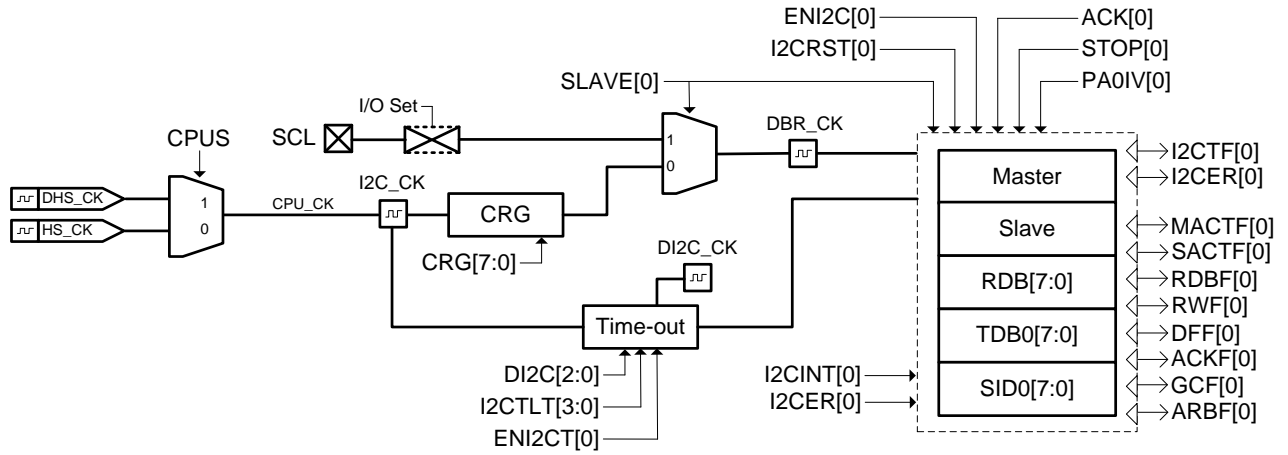 ENI2C[0]
ACK[0]
I2CRST[0]
STOP[0]
SLAVE[0]
PA0IV[0]
I/O Set
CPUS
SCL
1
0
DBR_CK
I2CTF[0]
I2CER[0]
Master
DHS_CK
HS_CK
1
0
CPU_CK
I2C_CK
CRG
CRG[7:0]
Slave
MACTF[0]
SACTF[0]
DI2C_CK
RDB[7:0]
RDBF[0]
RWF[0]
Time-out
TDB0[7:0]
DFF[0]
ACKF[0]
DI2C[2:0]
I2CTLT[3:0]
ENI2CT[0]
I2CINT[0]
I2CER[0]
SID0[7:0]
GCF[0]
ARBF[0]